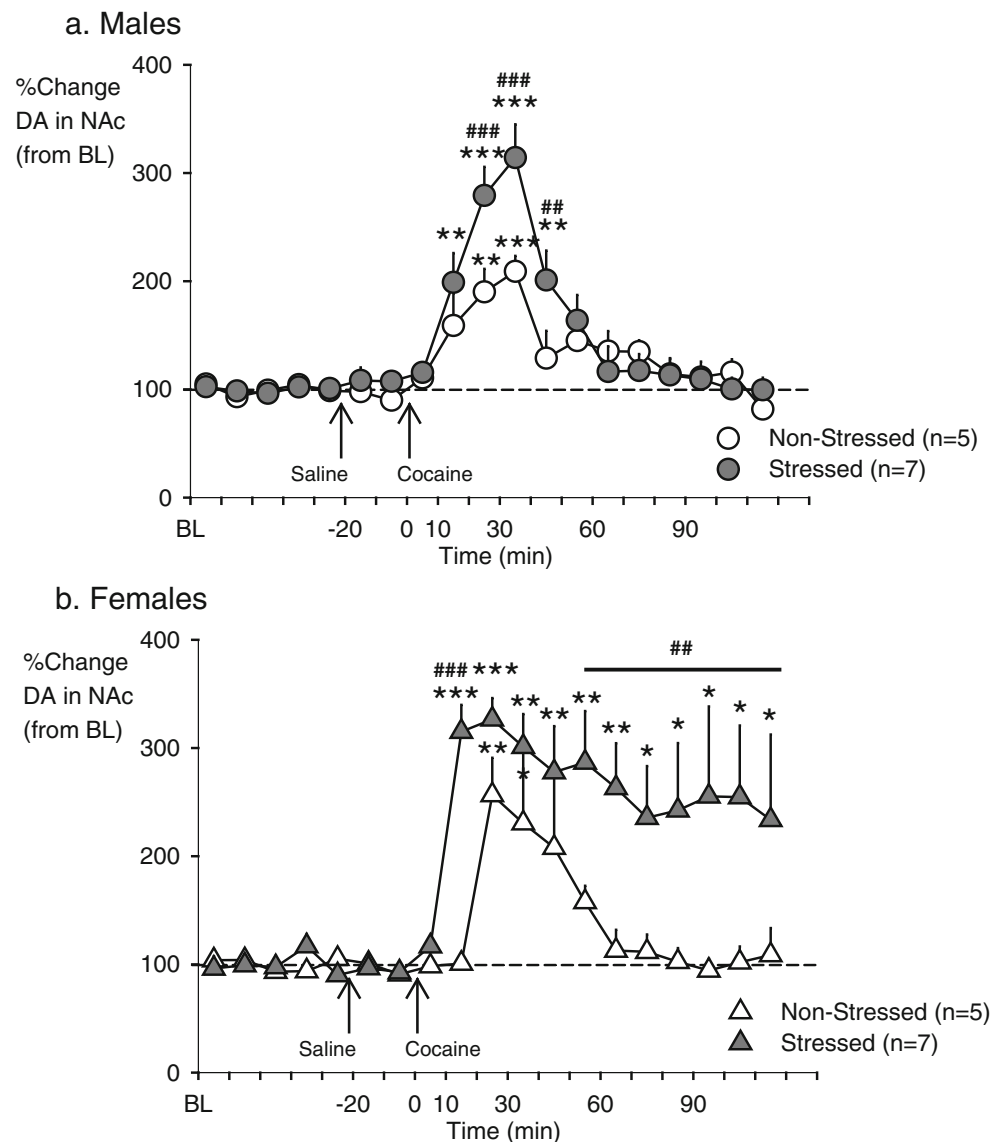 a. Males
%Change
DA in NAc
(from BL)
400
300
200
100
0
###
***
###
***
##
**
**
**
***
Saline
Cocaine
Non-Stressed (n=5)
Stressed (n=7)
BL -20 0 10 30 60 90
Time (min)
b. Females
%Change
DA in NAc
(from BL)
400
300
200
100
0
##
### ***
*** ** ** ** ** * * * * *
** *
Saline
Cocaine
Non-Stressed (n=5)
Stressed (n=7)
BL -20 0 10 30 60 90
Time (min)